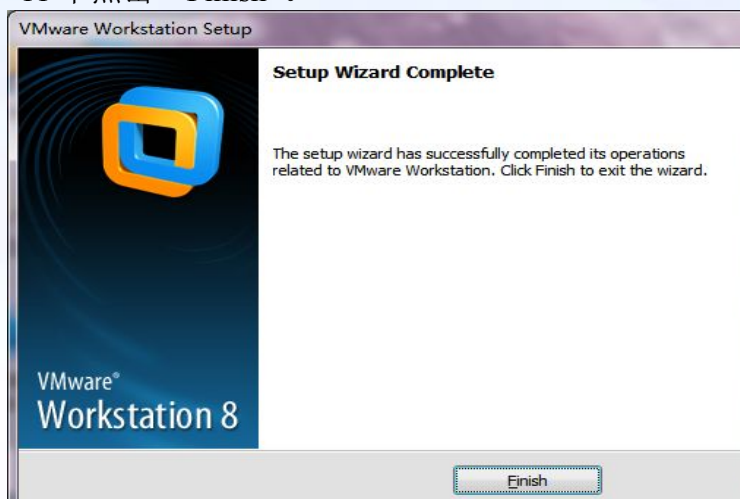 VMware Workstation Setup
Setup Wizard Complete
The setup wizard has successfully completed its operations
related to VMware Workstation. Click Finish to exit the wizard.
VMware®
Workstation 8
Finish